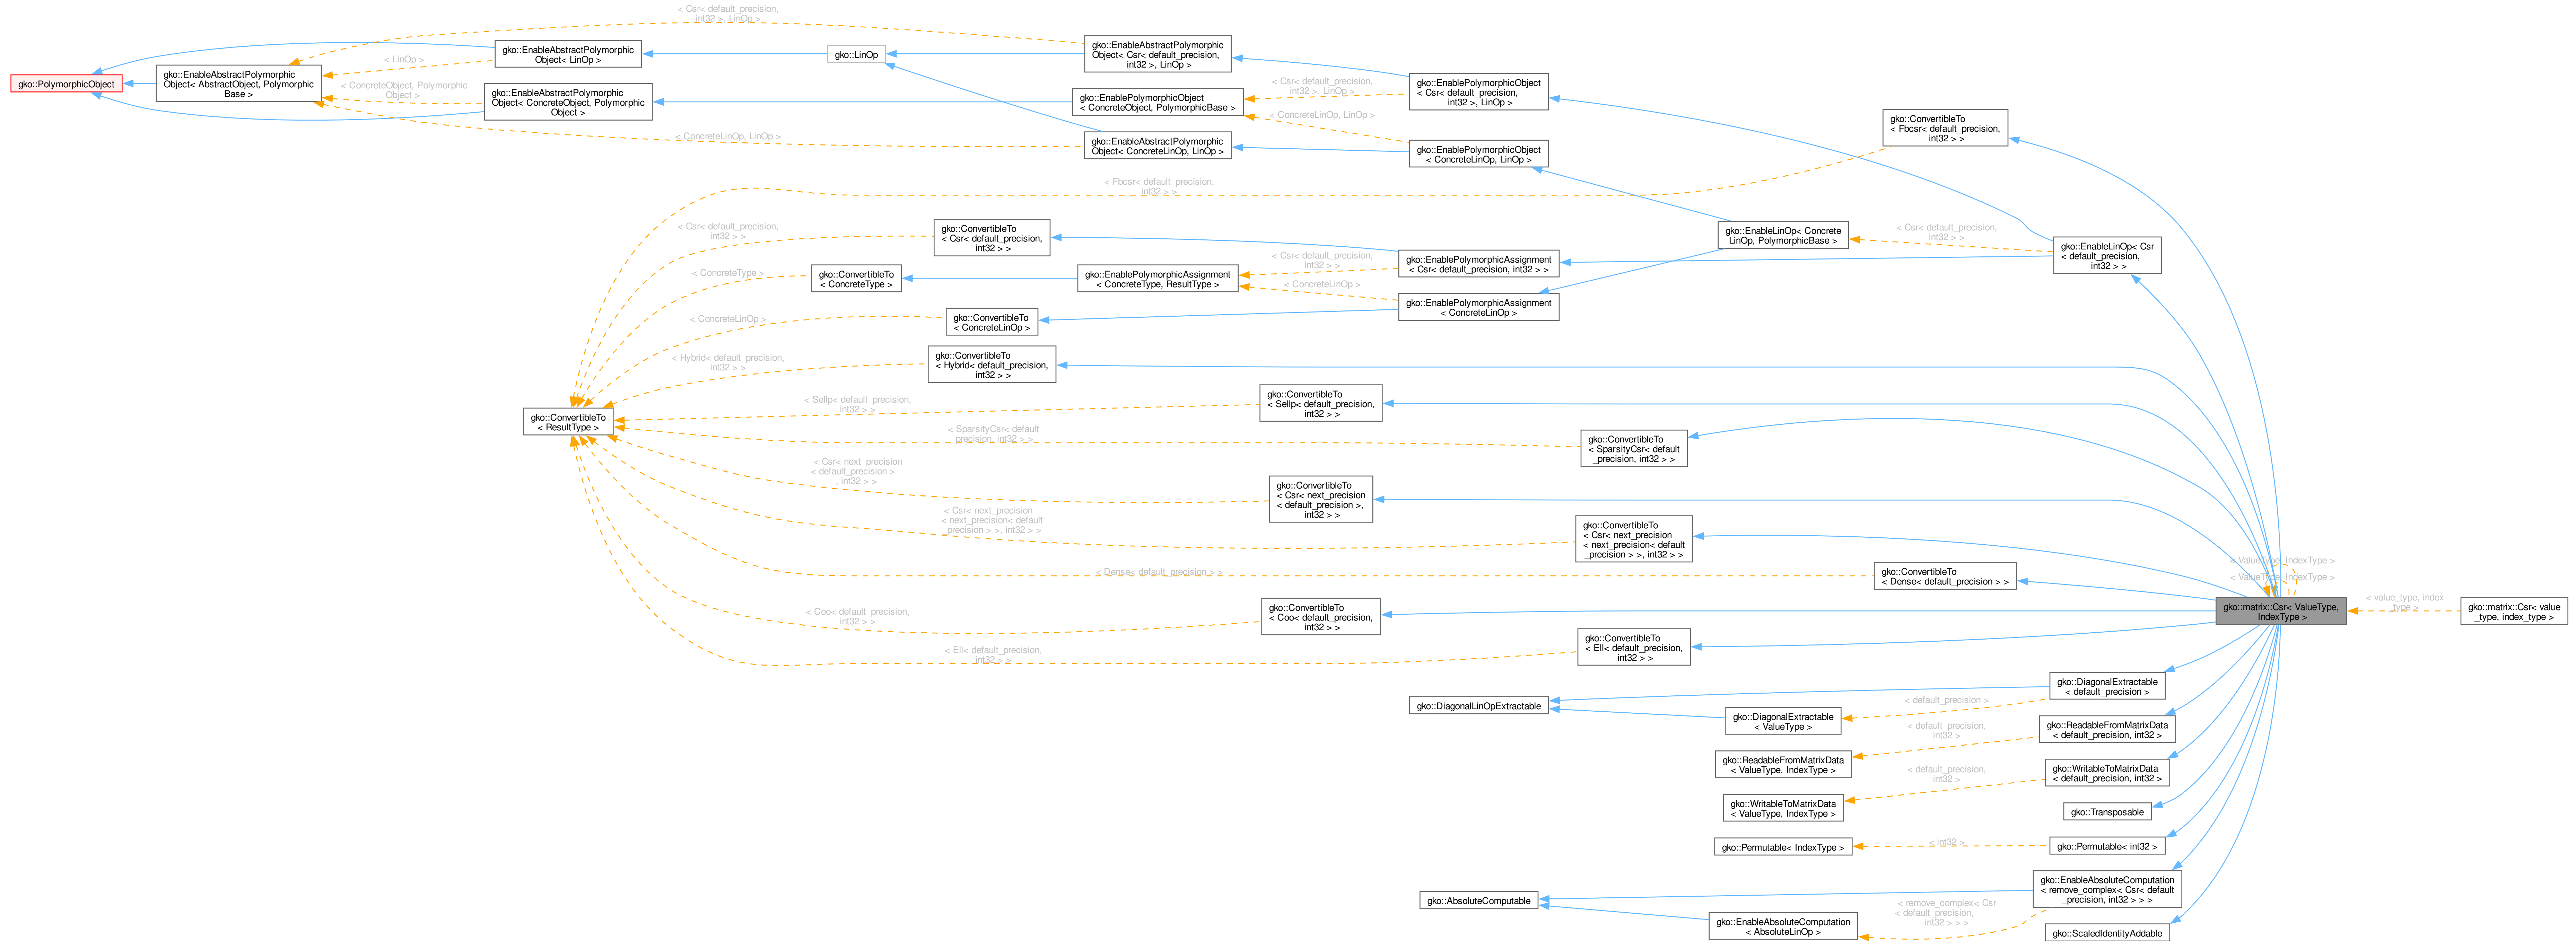 < Csr< default_precision,
int32 >, LinOp >
gko::EnableAbstractPolymorphic
Object< LinOp >
gko::LinOp
gko::EnableAbstractPolymorphic
Object< Csr< default_precision,
int32 >, LinOp >
< LinOp >
gko::PolymorphicObject
gko::EnableAbstractPolymorphic
Object< AbstractObject, Polymorphic
Base >
< ConcreteObject, Polymorphic
Object >
gko::EnableAbstractPolymorphic
Object< ConcreteObject, Polymorphic
Object >
gko::EnablePolymorphicObject
< ConcreteObject, PolymorphicBase >
< Csr< default_precision,
int32 >, LinOp >
gko::EnablePolymorphicObject
< Csr< default_precision,
int32 >, LinOp >
< ConcreteLinOp, LinOp >
< ConcreteLinOp, LinOp >
gko::EnableAbstractPolymorphic
Object< ConcreteLinOp, LinOp >
gko::EnablePolymorphicObject
< ConcreteLinOp, LinOp >
gko::ConvertibleTo
< Fbcsr< default_precision,
int32 > >
< Fbcsr< default_precision,
int32 > >
< Csr< default_precision,
int32 > >
gko::ConvertibleTo
< Csr< default_precision,
int32 > >
gko::EnableLinOp< Concrete
LinOp, PolymorphicBase >
< Csr< default_precision,
int32 > >
gko::EnableLinOp< Csr
< default_precision,
int32 > >
< ConcreteType >
gko::ConvertibleTo
< ConcreteType >
gko::EnablePolymorphicAssignment
< ConcreteType, ResultType >
< Csr< default_precision,
int32 > >
gko::EnablePolymorphicAssignment
< Csr< default_precision, int32 > >
< ConcreteLinOp >
gko::EnablePolymorphicAssignment
< ConcreteLinOp >
< ConcreteLinOp >
gko::ConvertibleTo
< ConcreteLinOp >
< Hybrid< default_precision,
int32 > >
gko::ConvertibleTo
< Hybrid< default_precision,
int32 > >
gko::ConvertibleTo
< ResultType >
< Sellp< default_precision,
int32 > >
gko::ConvertibleTo
< Sellp< default_precision,
int32 > >
< SparsityCsr< default
_precision, int32 > >
gko::ConvertibleTo
< SparsityCsr< default
_precision, int32 > >
< Csr< next_precision
< default_precision >
, int32 > >
gko::ConvertibleTo
< Csr< next_precision
< default_precision >,
int32 > >
< Csr< next_precision
< next_precision< default
_precision > >, int32 > >
gko::ConvertibleTo
< Csr< next_precision
< next_precision< default
_precision > >, int32 > >
< Dense< default_precision > >
gko::ConvertibleTo
< Dense< default_precision > >
< ValueType, IndexType >
< ValueType, IndexType >
< Coo< default_precision,
int32 > >
gko::ConvertibleTo
< Coo< default_precision,
int32 > >
gko::matrix::Csr< ValueType,
IndexType >
< value_type, index
_type >
gko::matrix::Csr< value
_type, index_type >
< Ell< default_precision,
int32 > >
gko::ConvertibleTo
< Ell< default_precision,
int32 > >
gko::DiagonalLinOpExtractable
gko::DiagonalExtractable
< ValueType >
< default_precision >
gko::DiagonalExtractable
< default_precision >
gko::ReadableFromMatrixData
< ValueType, IndexType >
< default_precision,
int32 >
gko::ReadableFromMatrixData
< default_precision, int32 >
gko::WritableToMatrixData
< ValueType, IndexType >
< default_precision,
int32 >
gko::WritableToMatrixData
< default_precision, int32 >
gko::Transposable
gko::Permutable< IndexType >
< int32 >
gko::Permutable< int32 >
gko::AbsoluteComputable
gko::EnableAbsoluteComputation
< AbsoluteLinOp >
< remove_complex< Csr
< default_precision,
int32 > > >
gko::EnableAbsoluteComputation
< remove_complex< Csr< default
_precision, int32 > > >
gko::ScaledIdentityAddable